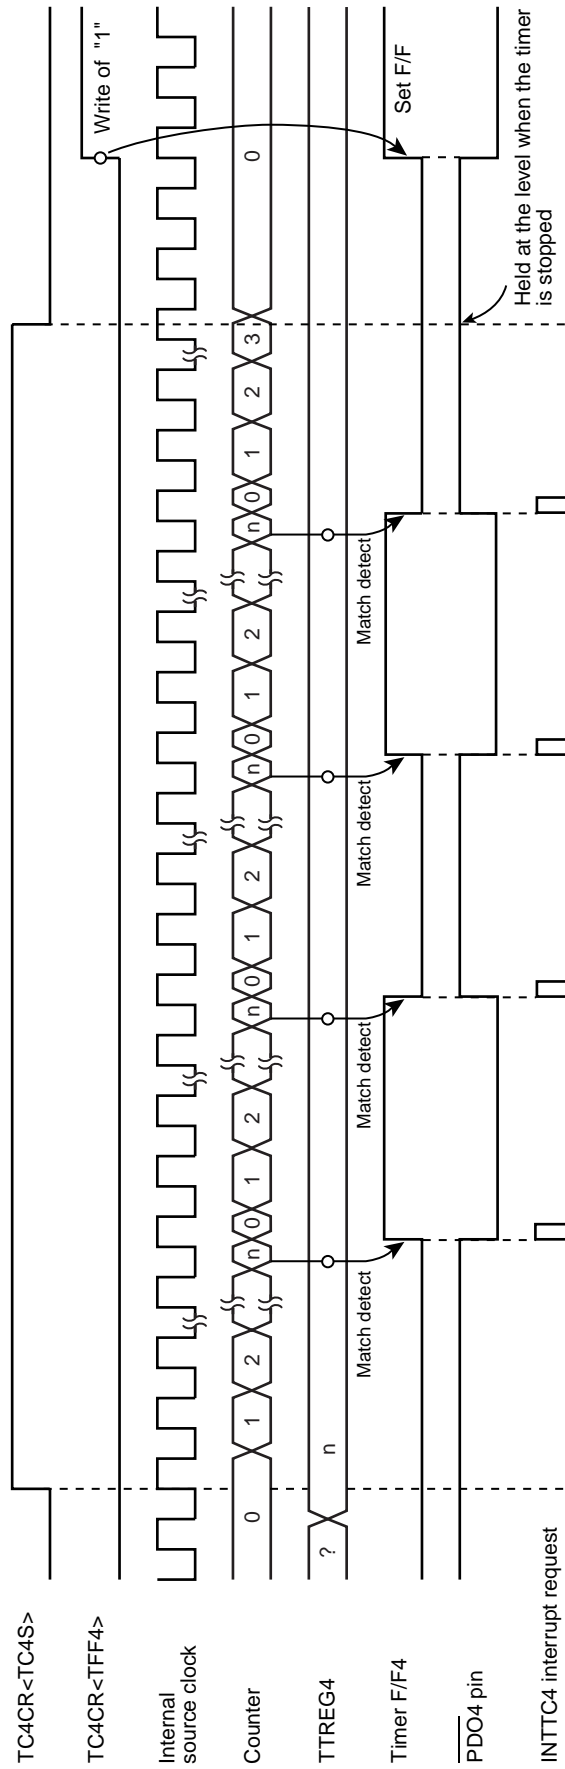 TC4CR<TC4S>
TC4CR<TFF4>
Write of "1"
Internal
source clock
Counter
0 1 2 n 0 1 2 n 0 1 2 n 0 1 2 n 0 1 2 3 0
TTREG4
? n
Match detect
Match detect
Match detect
Match detect
Timer F/F4
Set F/F
PDO4 pin
Held at the level when the timer
is stopped
INTTC4 interrupt request